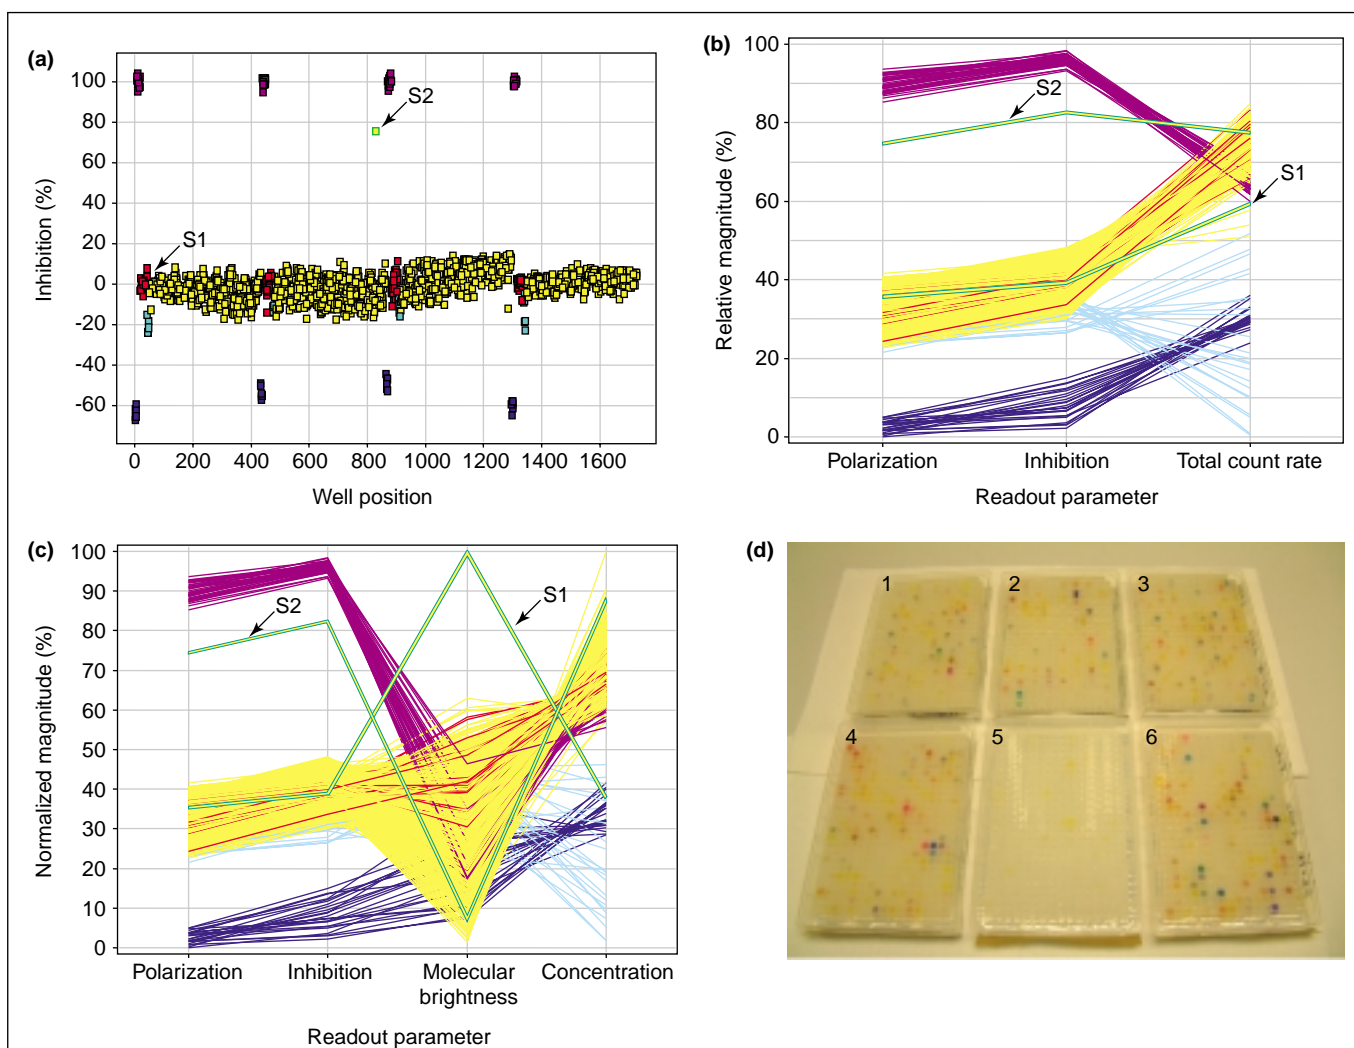 (a)
100
80
60
40
20
0
-20
-40
-60
Inhibition (%)
S2
S1
0 200 400 600 800 1000 1200 1400 1600
Well position
(b)
100
80
60
40
20
0
Relative magnitude (%)
S2
S1
Polarization Inhibition Total count rate
Readout parameter
(c)
100
90
80
70
60
50
40
30
20
10
0
Normalized magnitude (%)
S2
S1
Polarization Inhibition Molecular brightness Concentration
Readout parameter
(d)
1 2 3
4 5 6